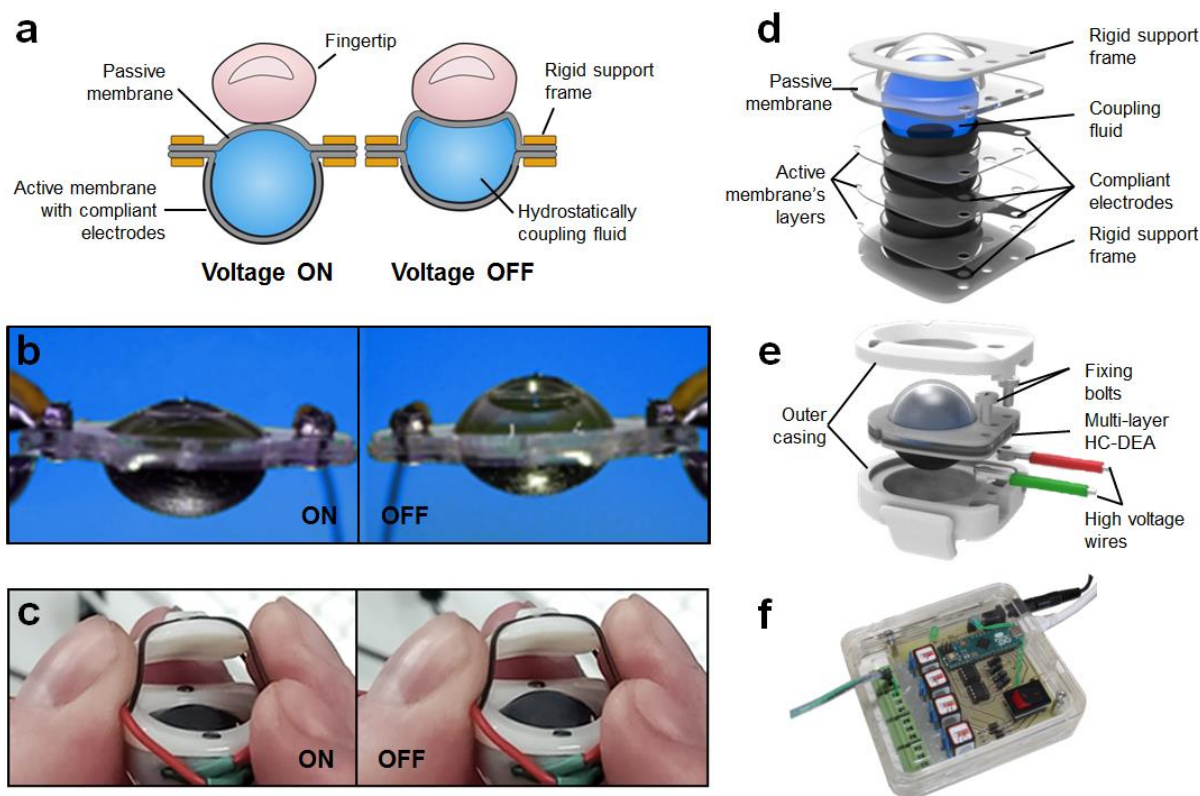 a
Fingertip
Passive
membrane
Rigid support
frame
Active membrane
with compliant
electrodes
Hydrostatically
coupling fluid
Voltage ON
Voltage OFF
b
ON
OFF
c
ON
OFF
d
Rigid support
frame
Passive
membrane
Coupling
fluid
Active
membrane's
layers
Compliant
electrodes
Rigid support
frame
e
Outer
casing
Fixing
bolts
Multi-layer
HC-DEA
High voltage
wires
f